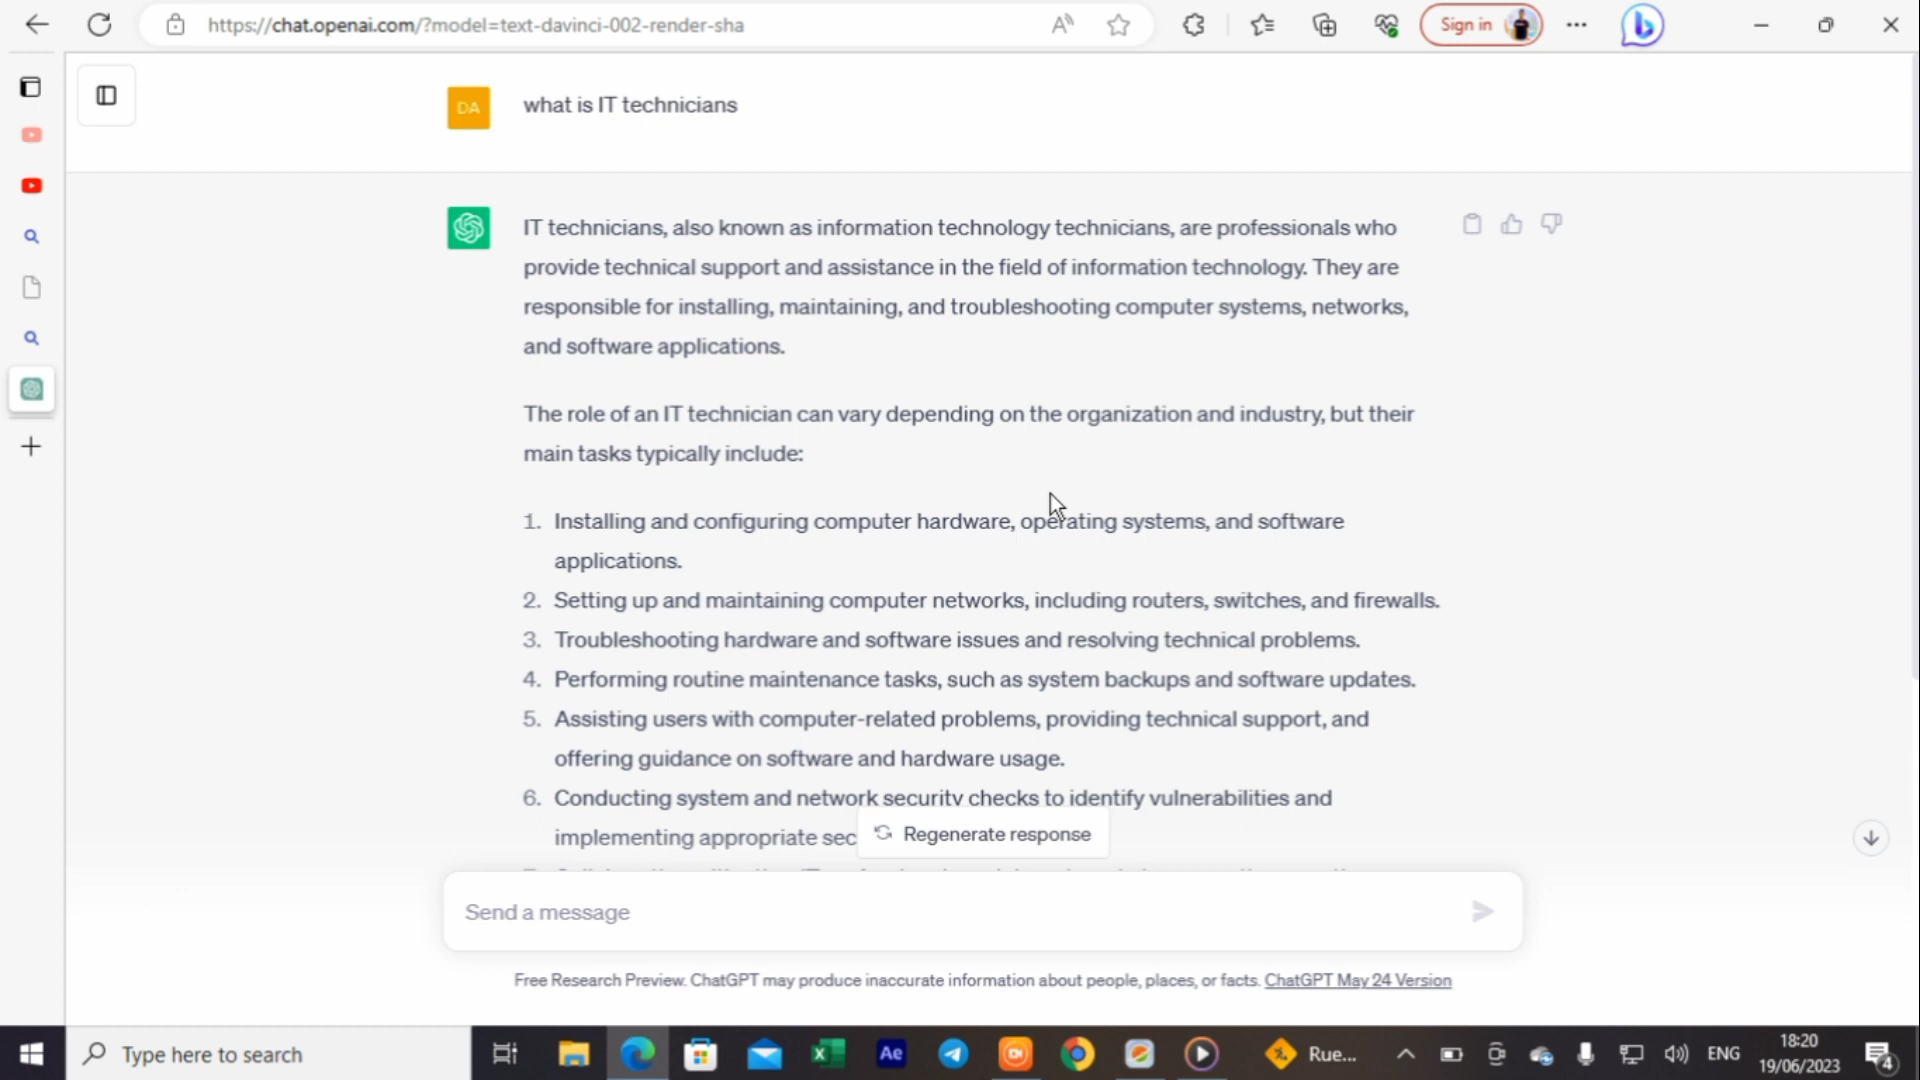 https://chat.openai.com/?model=text-davinci-002-render-sha
Sign in
DA
what is IT technicians
IT technicians, also known as information technology technicians, are professionals who
provide technical support and assistance in the field of information technology. They are
responsible for installing, maintaining, and troubleshooting computer systems, networks,
and software applications.
The role of an IT technician can vary depending on the organization and industry, but their
main tasks typically include:
1. Installing and configuring computer hardware, operating systems, and software
applications.
2. Setting up and maintaining computer networks, including routers, switches, and firewalls.
3. Troubleshooting hardware and software issues and resolving technical problems.
4. Performing routine maintenance tasks, such as system backups and software updates.
5. Assisting users with computer-related problems, providing technical support, and
offering guidance on software and hardware usage.
6. Conducting system and network security checks to identify vulnerabilities and
implementing appropriate sec
Regenerate response
Send a message
Free Research Preview. ChatGPT may produce inaccurate information about people, places, or facts. ChatGPT May 24 Version
Type here to search
Ae
Rue...
ENG
18:20
19/06/2023
4